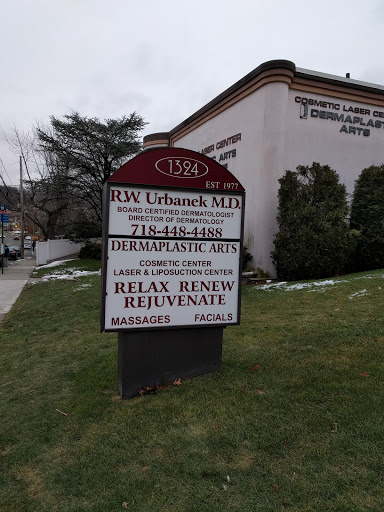 1324
EST 1977
R.W. Urbanek M.D.
BOARD CERTIFIED DERMATOLOGIST
DIRECTOR OF DERMATOLOGY
718-448-4488
DERMAPLASTIC ARTS
COSMETIC CENTER
LASER & LIPOSUCTION CENTER
RELAX RENEW
REJUVENATE
MASSAGES FACIALS
LASER CENTER
ARTS
COSMETIC LASER
DERMAPLAST
ARTS